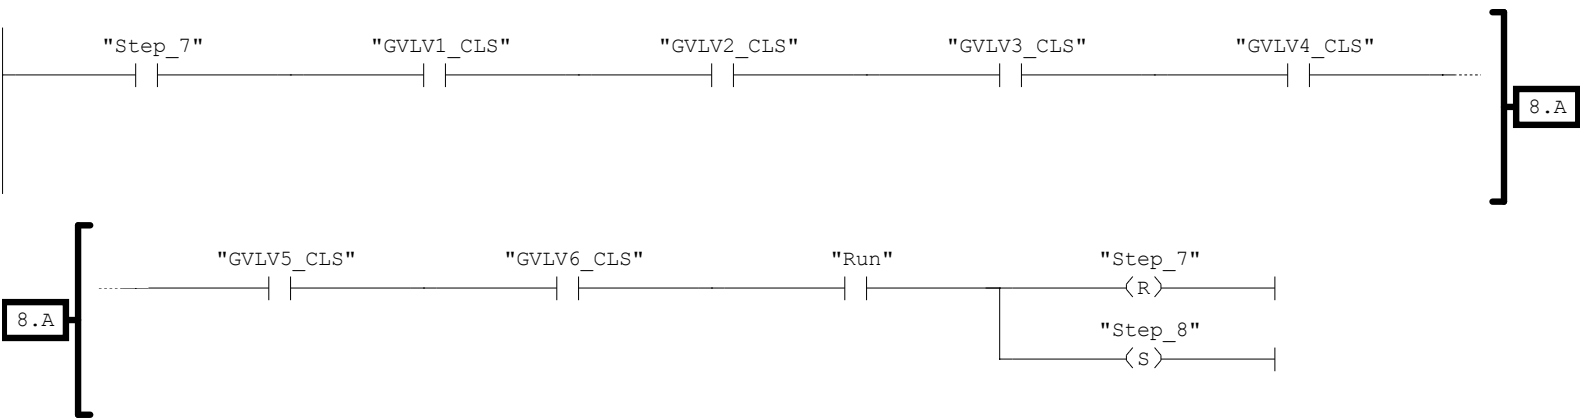 "Step_7" "GVLV1_CLS" "GVLV2_CLS" "GVLV3_CLS" "GVLV4_CLS"
8.A
"GVLV5_CLS" "GVLV6_CLS" "Run" "Step_7"
(R)
8.A
"Step_8"
(S)